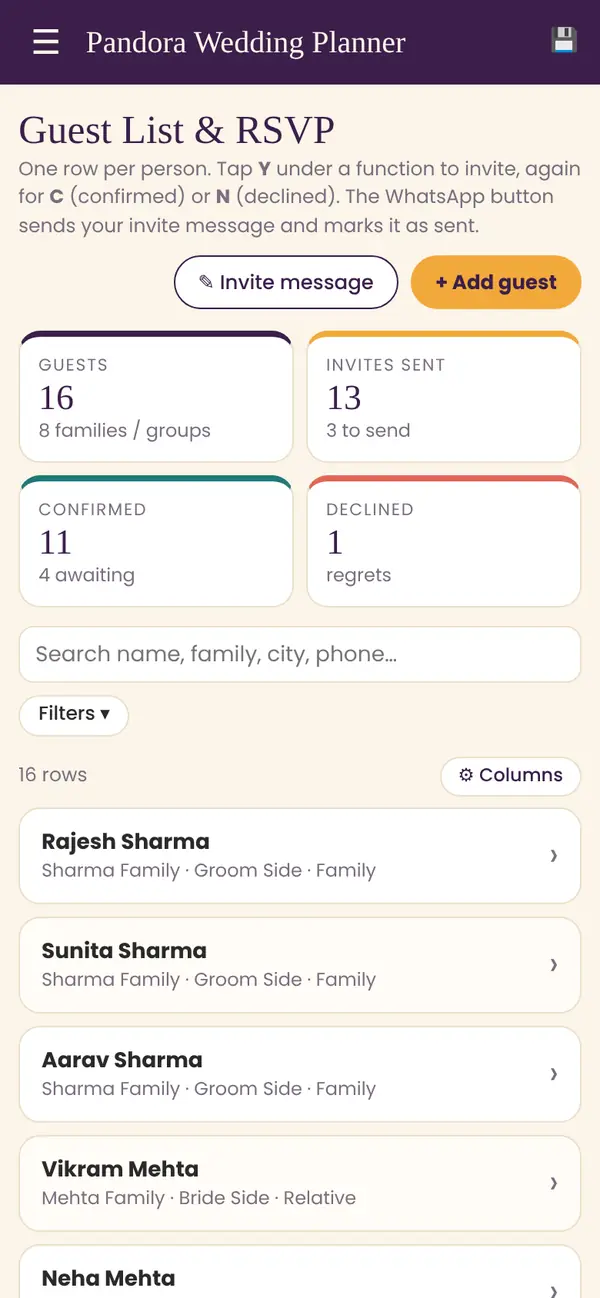 ☰ Pandora Wedding Planner 💾
Guest List & RSVP
One row per person. Tap Y under a function to invite, again
for C (confirmed) or N (declined). The WhatsApp button
sends your invite message and marks it as sent.
✎ Invite message
+ Add guest
GUESTS
16
8 families / groups
INVITES SENT
13
3 to send
CONFIRMED
11
4 awaiting
DECLINED
1
regrets
Search name, family, city, phone…
Filters ▾
16 rows
⚙ Columns
Rajesh Sharma
Sharma Family · Groom Side · Family
Sunita Sharma
Sharma Family · Groom Side · Family
Aarav Sharma
Sharma Family · Groom Side · Family
Vikram Mehta
Mehta Family · Bride Side · Relative
Neha Mehta